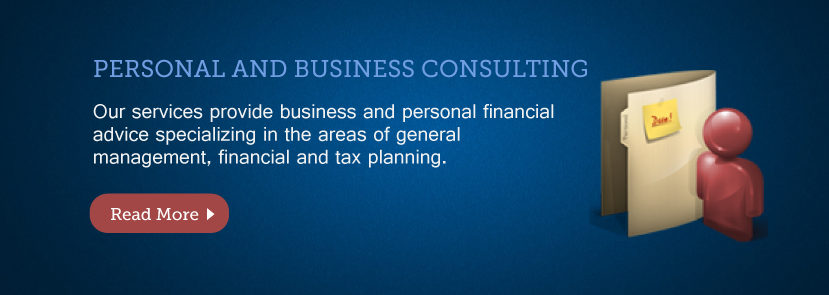 PERSONAL AND BUSINESS CONSULTING
Our services provide business and personal financial
advice specializing in the areas of general
management, financial and tax planning.
Read More